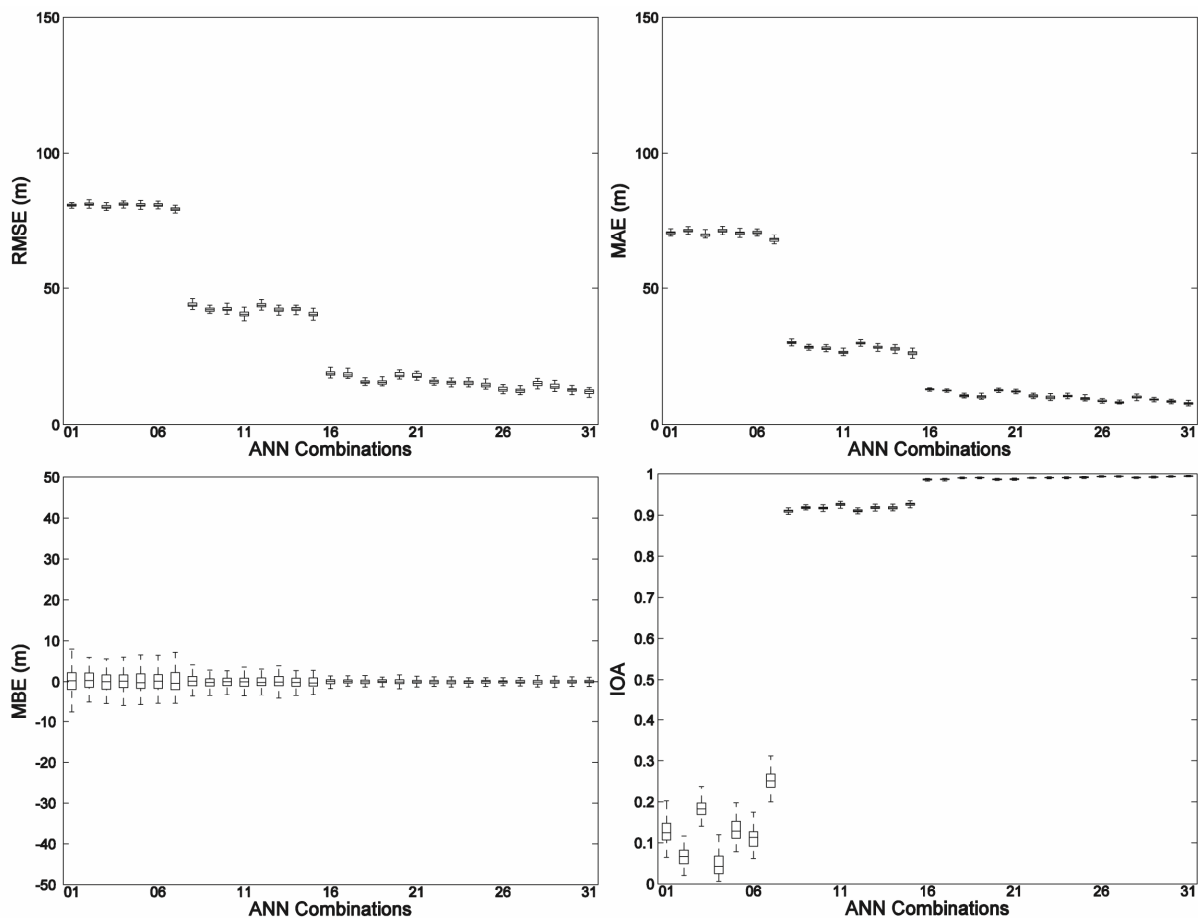 150
100
50
0
RMSE (m)
01 06 11 16 21 26 31
ANN Combinations
150
100
50
0
MAE (m)
01 06 11 16 21 26 31
ANN Combinations
50
40
30
20
10
0
-10
-20
-30
-40
-50
MBE (m)
01 06 11 16 21 26 31
ANN Combinations
1
0.9
0.8
0.7
0.6
0.5
0.4
0.3
0.2
0.1
0
IOA
01 06 11 16 21 26 31
ANN Combinations